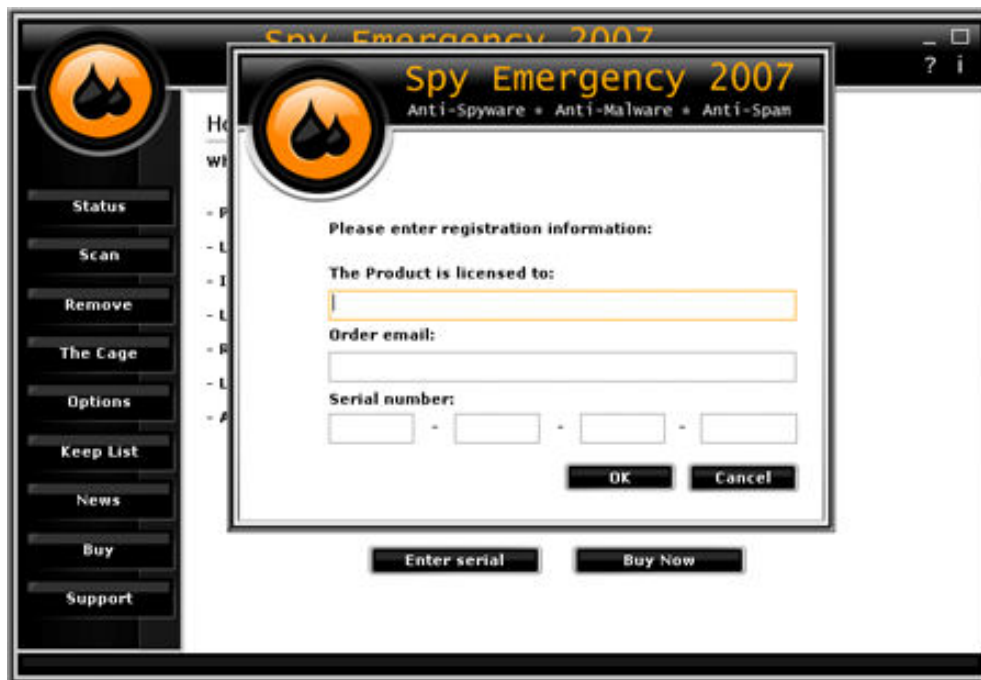 Spy Emergency 2007
? i
Spy Emergency 2007
Anti-Spyware * Anti-Malware * Anti-Spam
Status
Scan
Remove
The Cage
Options
Keep List
News
Buy
Support
Please enter registration information:
The Product is licensed to:
Order email:
Serial number:
- - -
OK Cancel
Enter serial Buy Now